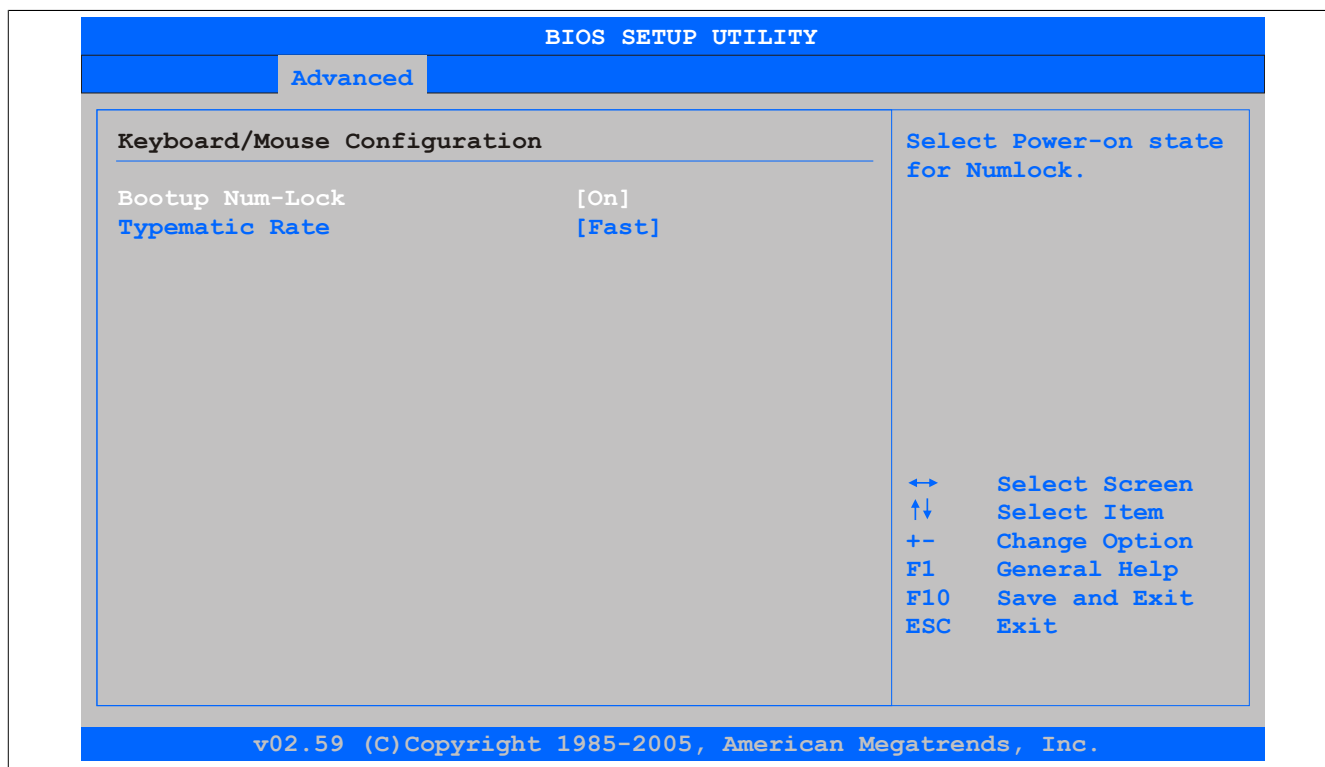 BIOS SETUP UTILITY
Advanced
Keyboard/Mouse Configuration
Bootup Num-Lock [On]
Typematic Rate [Fast]
Select Power-on state
for Numlock.
↔ Select Screen
↑↓ Select Item
+- Change Option
F1 General Help
F10 Save and Exit
ESC Exit
v02.59 (C)Copyright 1985-2005, American Megatrends, Inc.